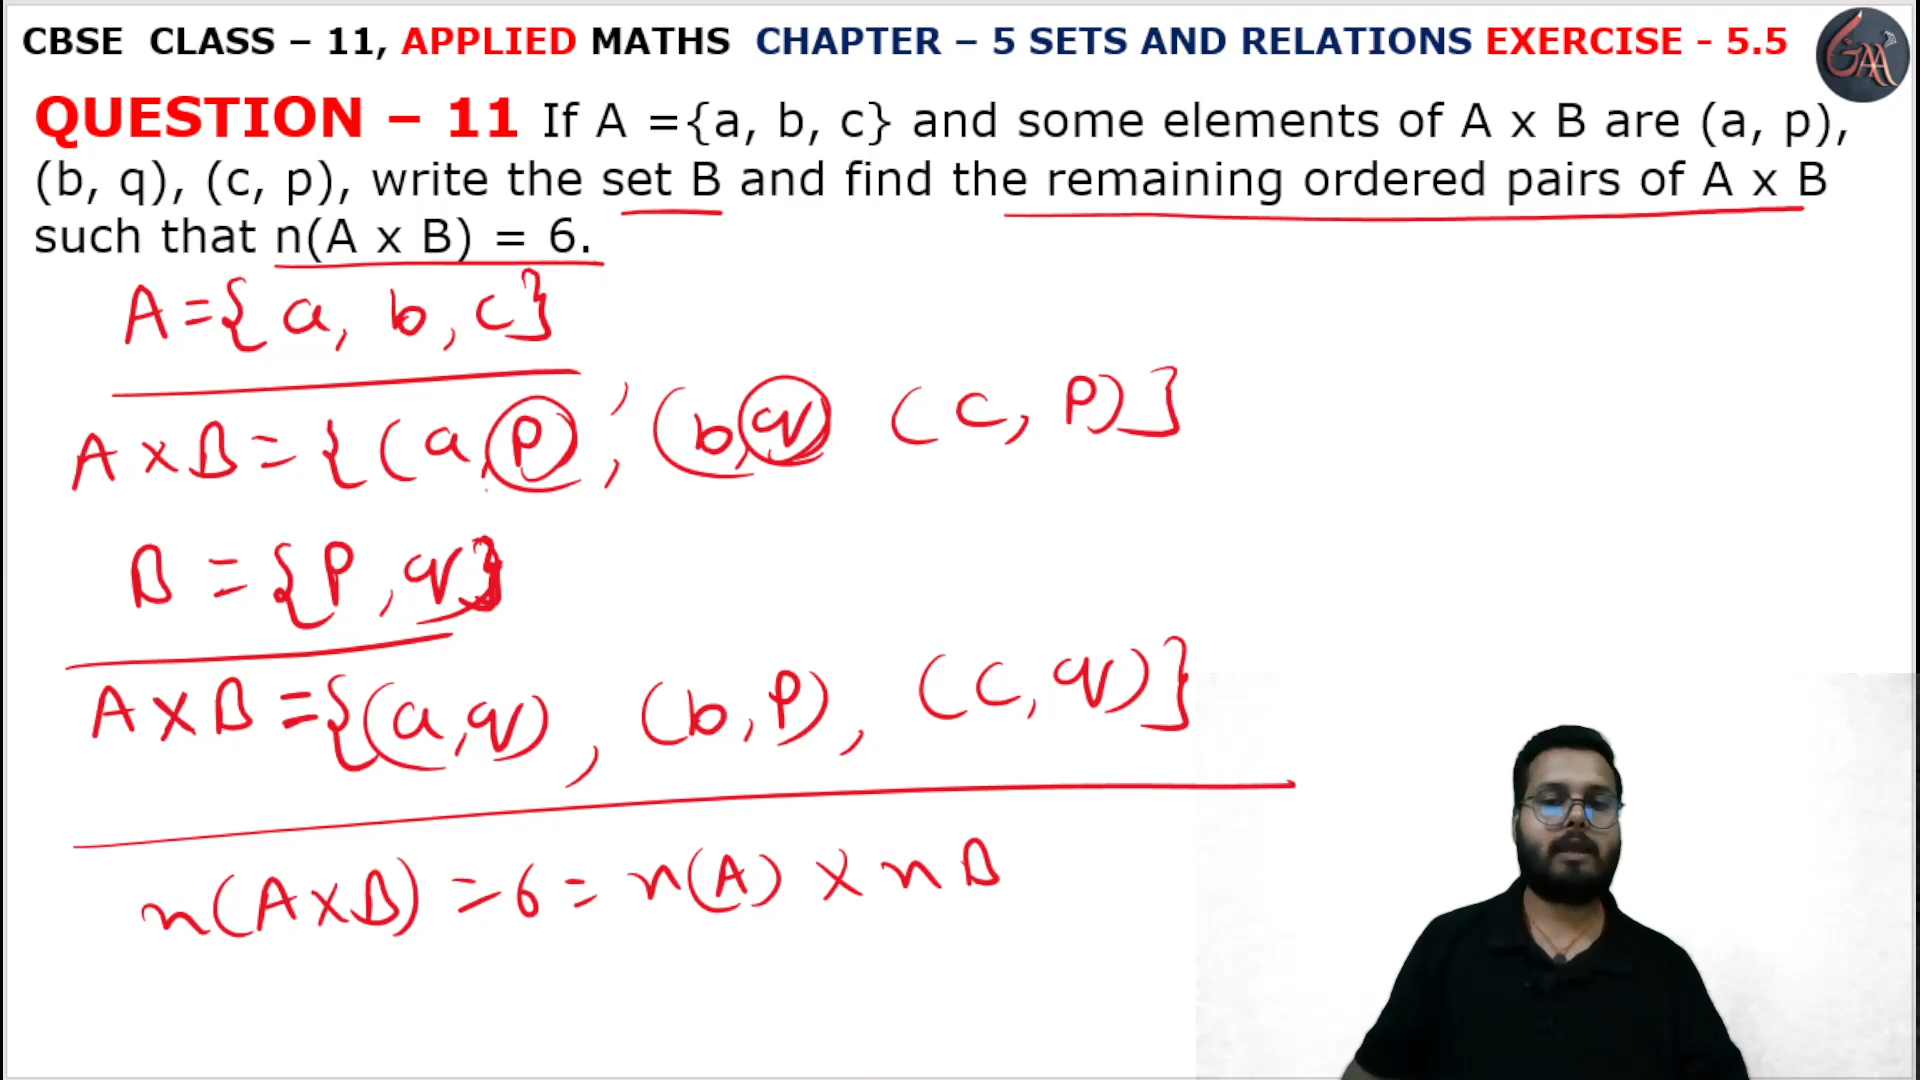 CBSE CLASS – 11, APPLIED MATHS CHAPTER – 5 SETS AND RELATIONS EXERCISE - 5.5
QUESTION – 11 If A ={a, b, c} and some elements of A x B are (a, p),
(b, q), (c, p), write the set B and find the remaining ordered pairs of A x B
such that n(A x B) = 6.
A={a, b, c}
A×B={(a,p), (b,q) (c, p)}
B={p,q}
A×B={(a,q), (b,p), (c,q)}
n(A×B)=6=n(A)×n B